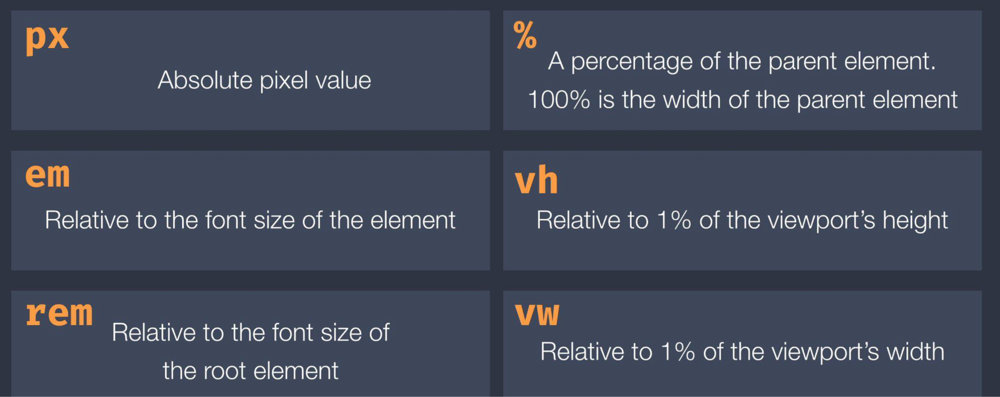 px
Absolute pixel value
%
A percentage of the parent element.
100% is the width of the parent element
em
Relative to the font size of the element
vh
Relative to 1% of the viewport’s height
rem
Relative to the font size of
the root element
vw
Relative to 1% of the viewport’s width